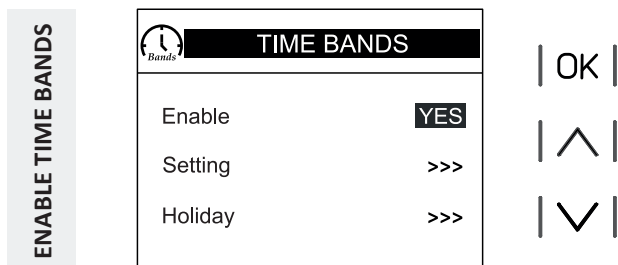 ENABLE TIME BANDS
Bands
TIME BANDS
OK
Enable YES
Setting >>>
Holiday >>>